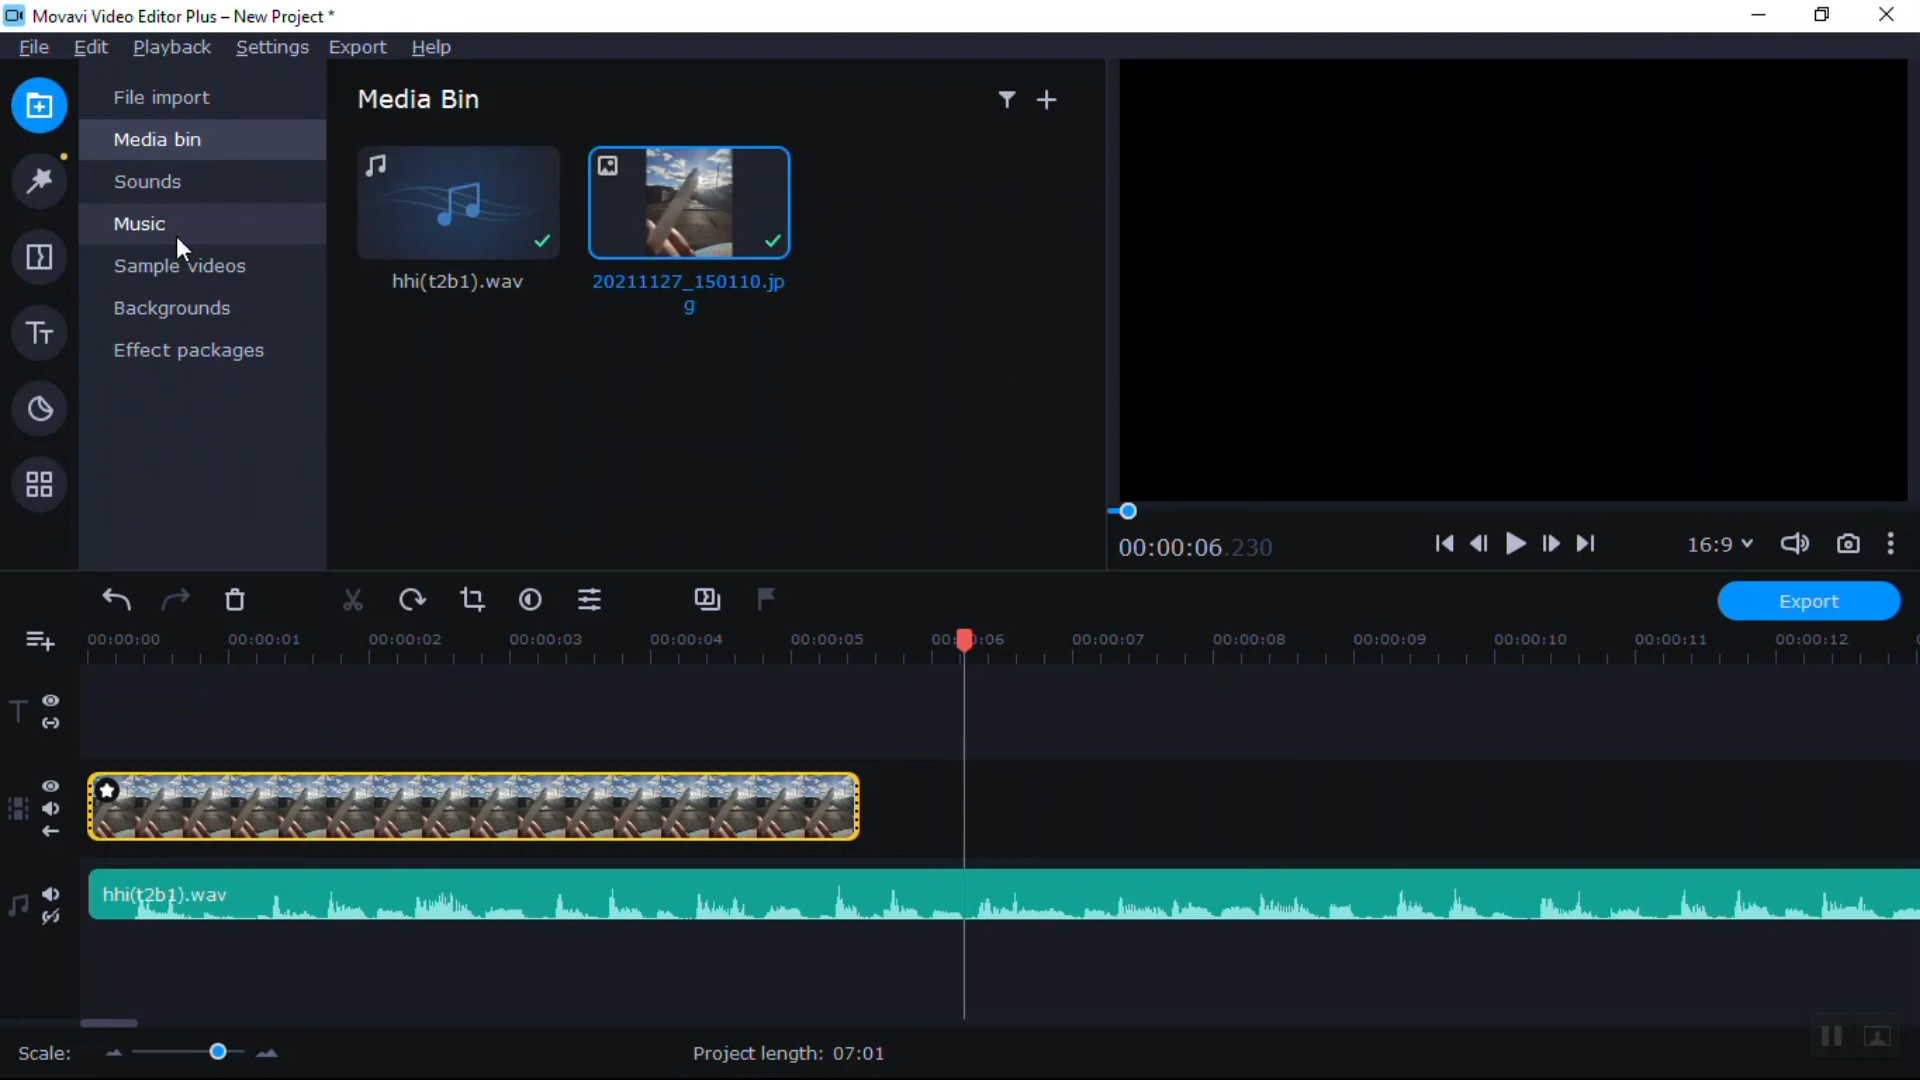 Movavi Video Editor Plus – New Project *
File Edit Playback Settings Export Help
File import
Media bin
Sounds
Music
Sample videos
Backgrounds
Effect packages
Media Bin
hhi(t2b1).wav
20211127_150110.jp
g
00:00:06.230
16:9
Export
00:00:00 00:00:01 00:00:02 00:00:03 00:00:04 00:00:05 00:00:06 00:00:07 00:00:08 00:00:09 00:00:10 00:00:11 00:00:12
T
hhi(t2b1).wav
Scale:
Project length: 07:01